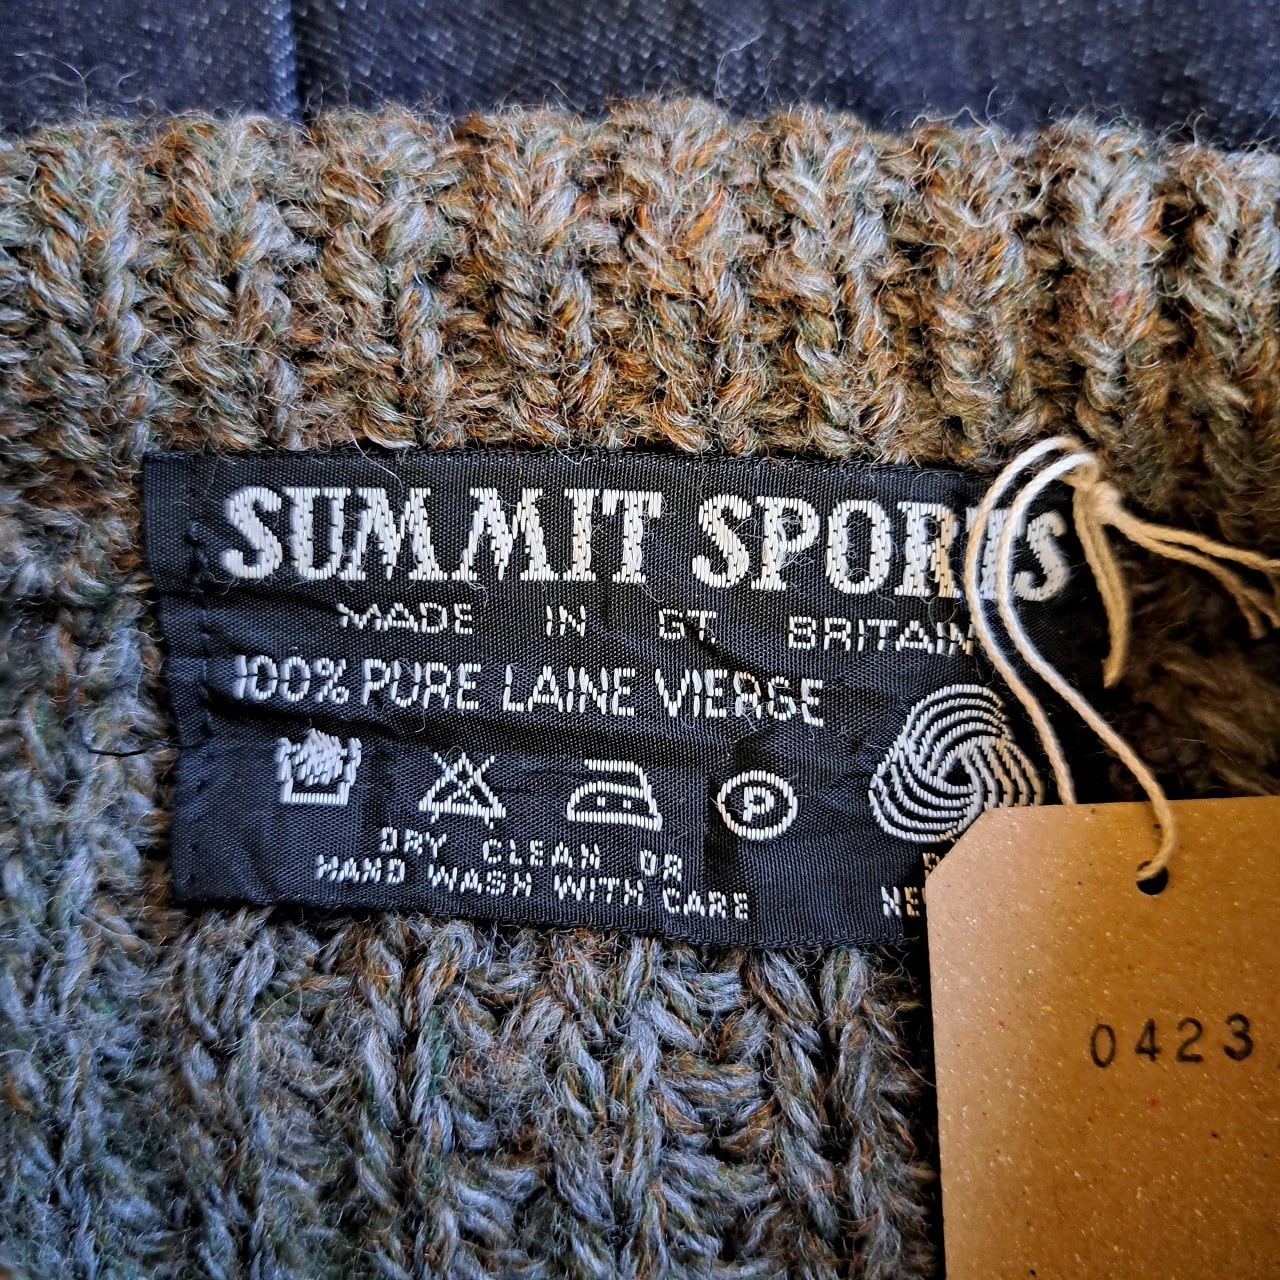 SUMMIT SPORTS
MADE IN GT. BRITAIN
100% PURE LAINE VIERGE
P
DRY CLEAN OR
HAND WASH WITH CARE
0423